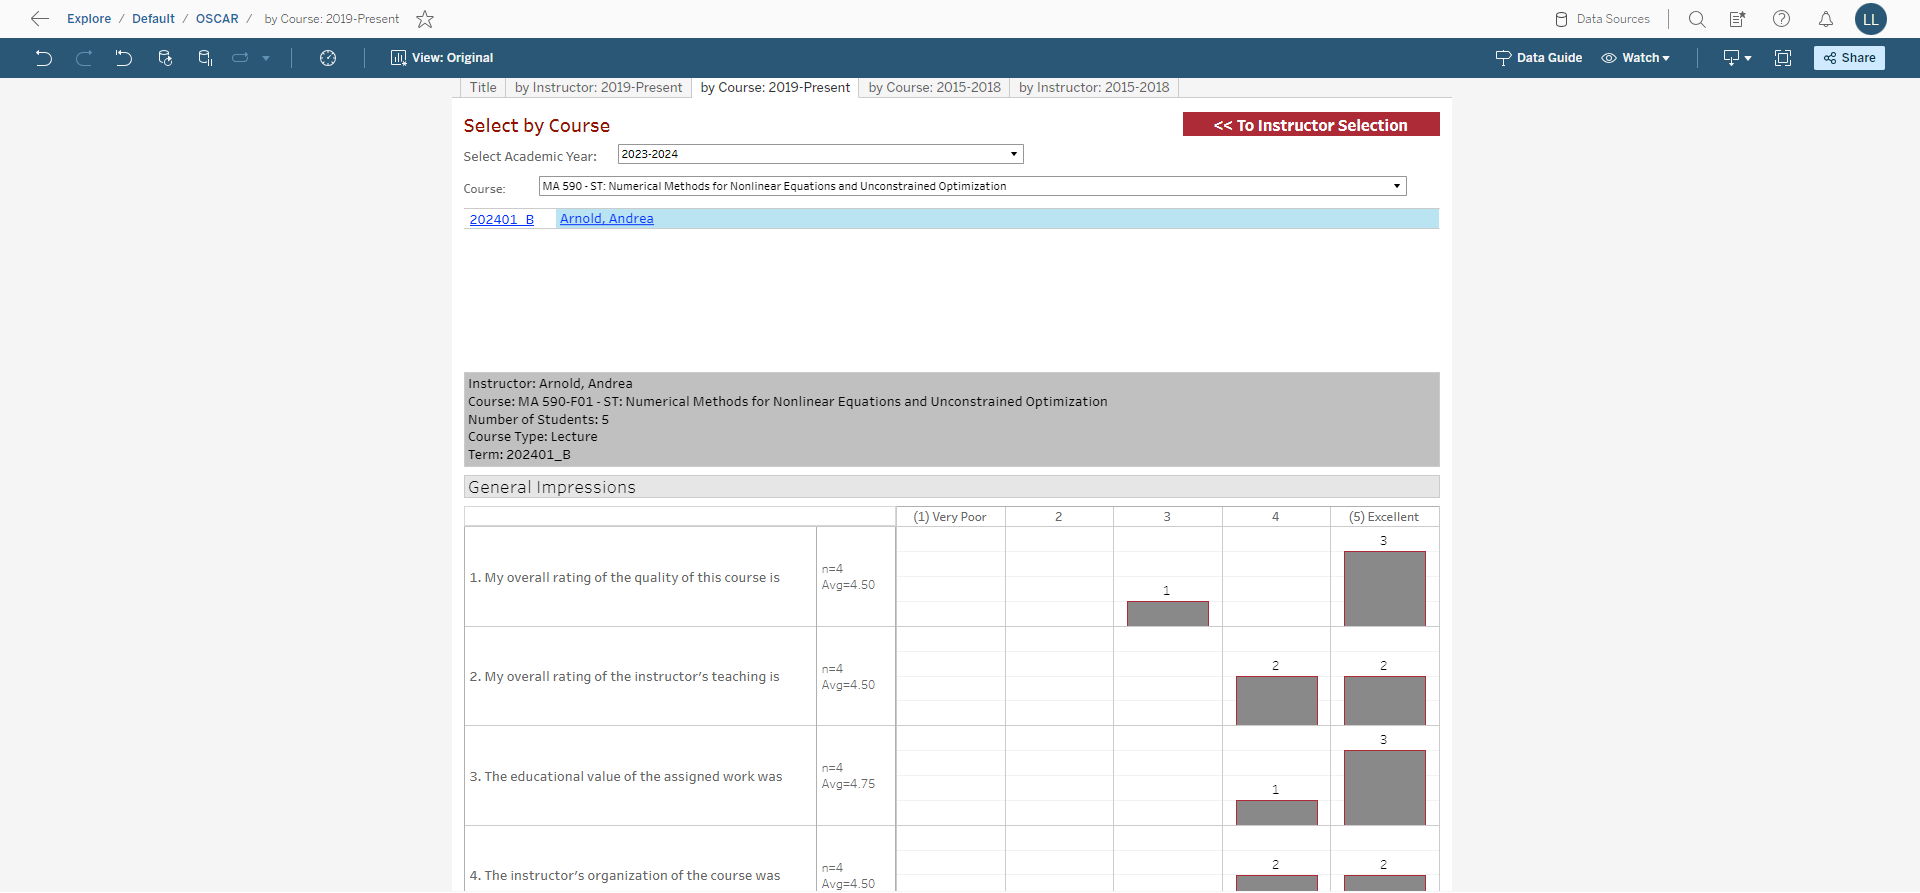 Explore / Default / OSCAR / by Course: 2019-Present
Data Sources
LL
View: Original
Data Guide
Watch
Share
Title
by Instructor: 2019-Present
by Course: 2019-Present
by Course: 2015-2018
by Instructor: 2015-2018
Select by Course
<< To Instructor Selection
Select Academic Year:
2023-2024
Course:
MA 590 - ST: Numerical Methods for Nonlinear Equations and Unconstrained Optimization
202401_B
Arnold, Andrea
Instructor: Arnold, Andrea
Course: MA 590-F01 - ST: Numerical Methods for Nonlinear Equations and Unconstrained Optimization
Number of Students: 5
Course Type: Lecture
Term: 202401_B
General Impressions
(1) Very Poor
2
3
4
(5) Excellent
1. My overall rating of the quality of this course is
n=4
Avg=4.50
1
3
2. My overall rating of the instructor's teaching is
n=4
Avg=4.50
2
2
3. The educational value of the assigned work was
n=4
Avg=4.75
1
3
4. The instructor's organization of the course was
n=4
Avg=4.50
2
2